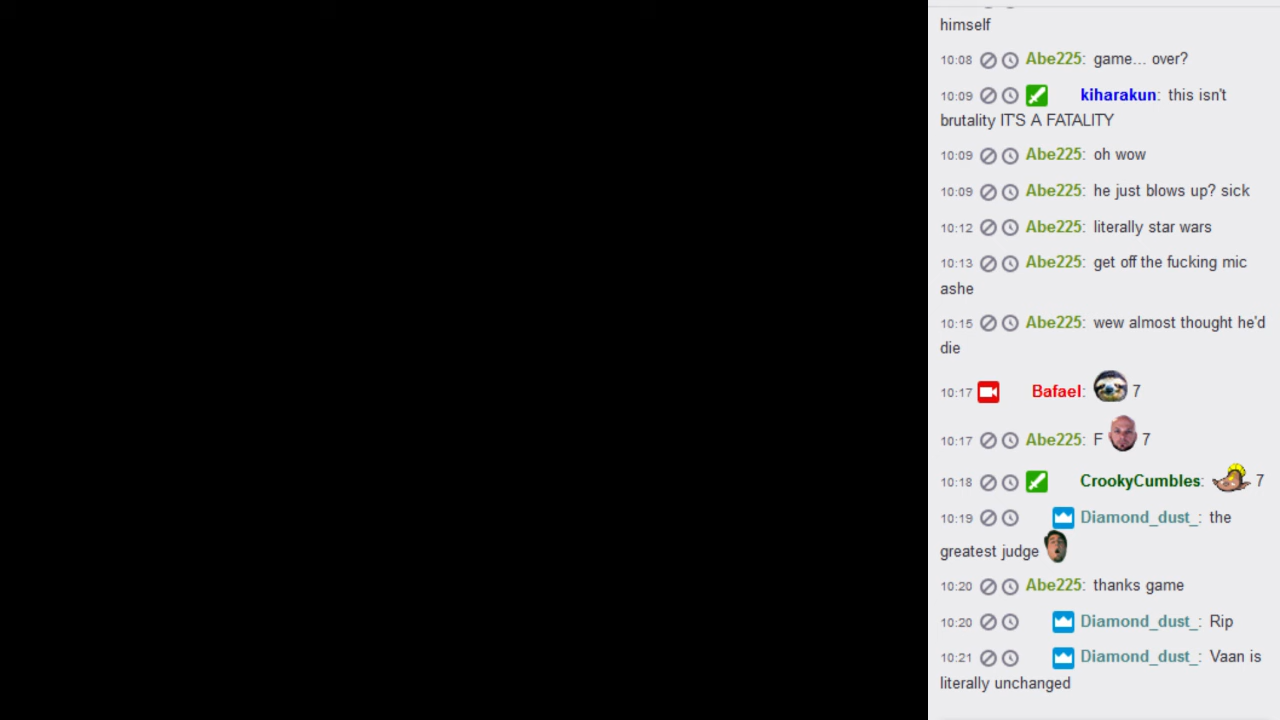 himself
10:08 Abe225: game... over?
10:09 kiharakun: this isn't
brutality IT'S A FATALITY
10:09 Abe225: oh wow
10:09 Abe225: he just blows up? sick
10:12 Abe225: literally star wars
10:13 Abe225: get off the fucking mic
ashe
10:15 Abe225: wew almost thought he'd
die
10:17 Bafael: 7
10:17 Abe225: F 7
10:18 CrookyCumbles: 7
10:19 Diamond_dust_: the
greatest judge
10:20 Abe225: thanks game
10:20 Diamond_dust_: Rip
10:21 Diamond_dust_: Vaan is
literally unchanged